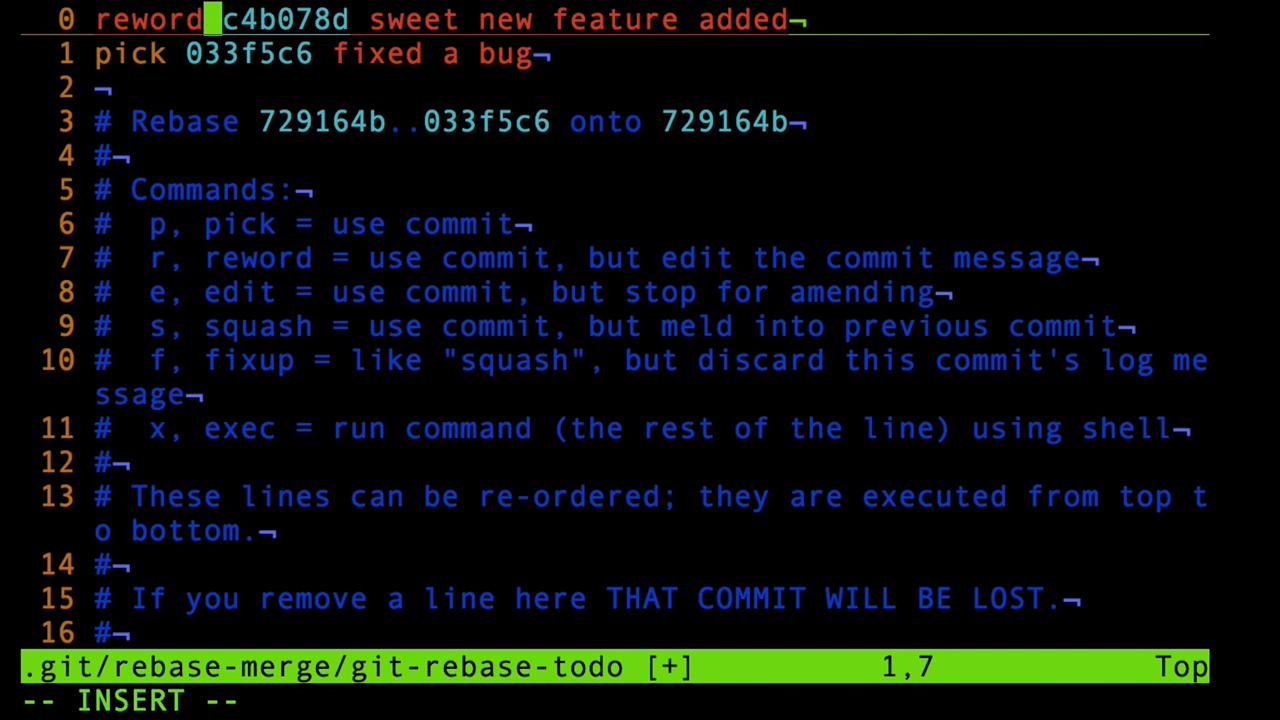 0 reword c4b078d sweet new feature added¬
1 pick 033f5c6 fixed a bug¬
2 ¬
3 # Rebase 729164b..033f5c6 onto 729164b¬
4 #¬
5 # Commands:¬
6 #  p, pick = use commit¬
7 #  r, reword = use commit, but edit the commit message¬
8 #  e, edit = use commit, but stop for amending¬
9 #  s, squash = use commit, but meld into previous commit¬
10 #  f, fixup = like "squash", but discard this commit's log me
ssage¬
11 #  x, exec = run command (the rest of the line) using shell¬
12 #¬
13 # These lines can be re-ordered; they are executed from top t
o bottom.¬
14 #¬
15 # If you remove a line here THAT COMMIT WILL BE LOST.¬
16 #¬
.git/rebase-merge/git-rebase-todo [+] 1,7 Top
-- INSERT --